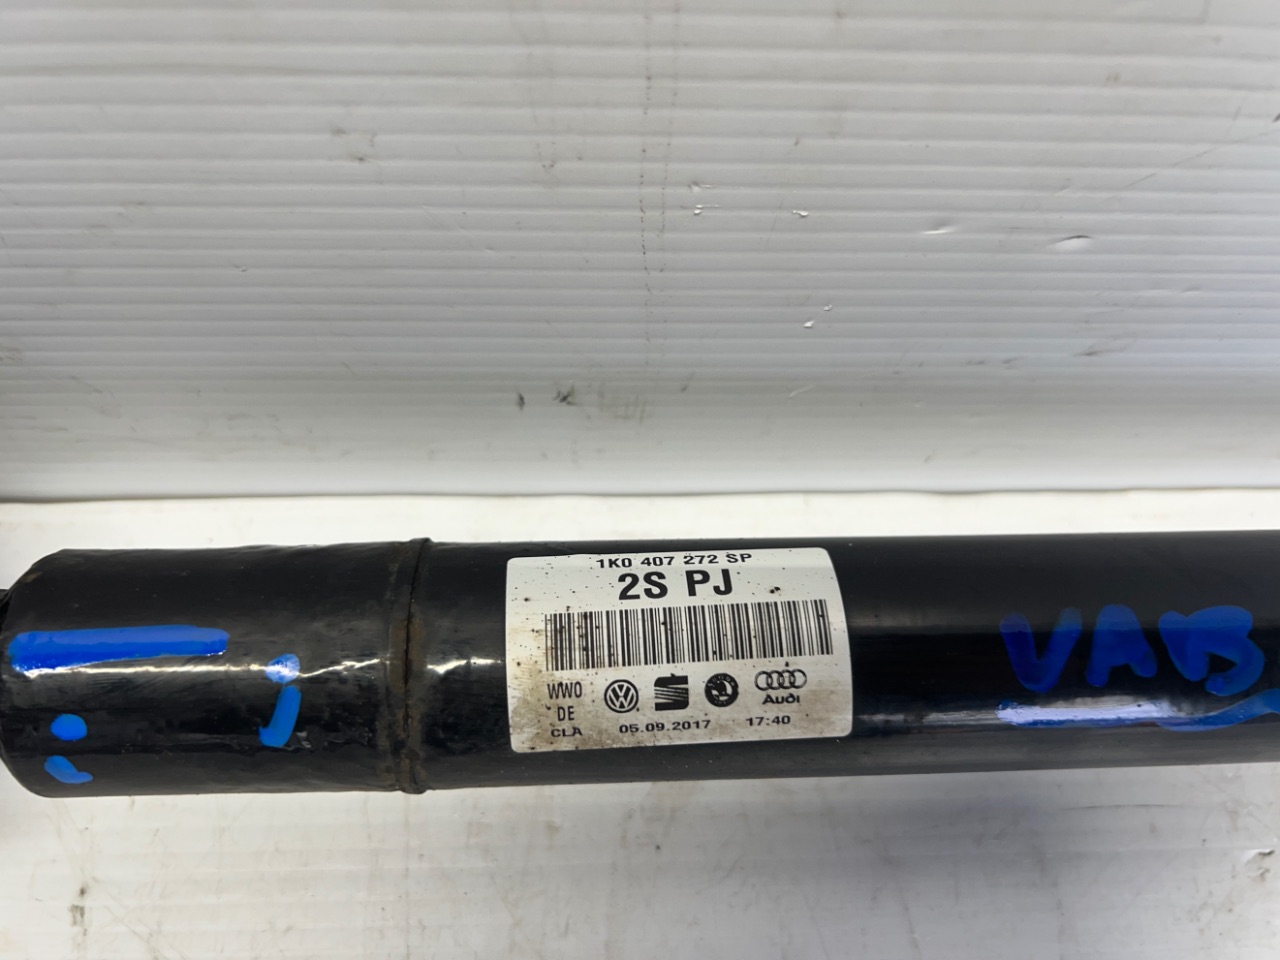 1K0 407 272 SP
2S PJ
WWO
DE
CLA
Audi
05.09.2017 17:40
VAB